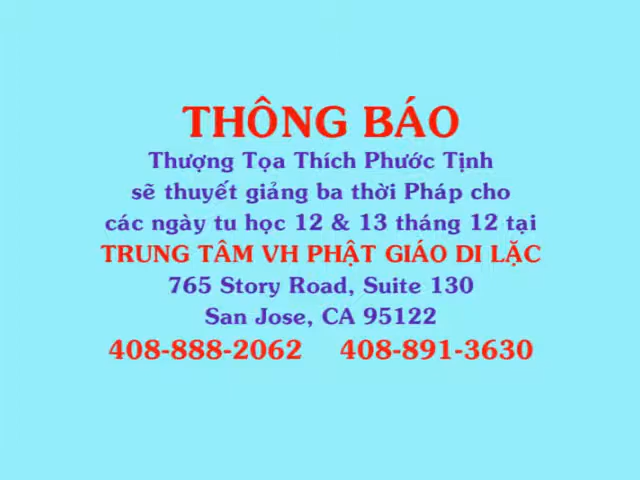 THÔNG BÁO
Thượng Tọa Thích Phước Tịnh
sẽ thuyết giảng ba thời Pháp cho
các ngày tu học 12 & 13 tháng 12 tại
TRUNG TÂM VH PHẬT GIÁO DI LẶC
765 Story Road, Suite 130
San Jose, CA 95122
408-888-2062 408-891-3630